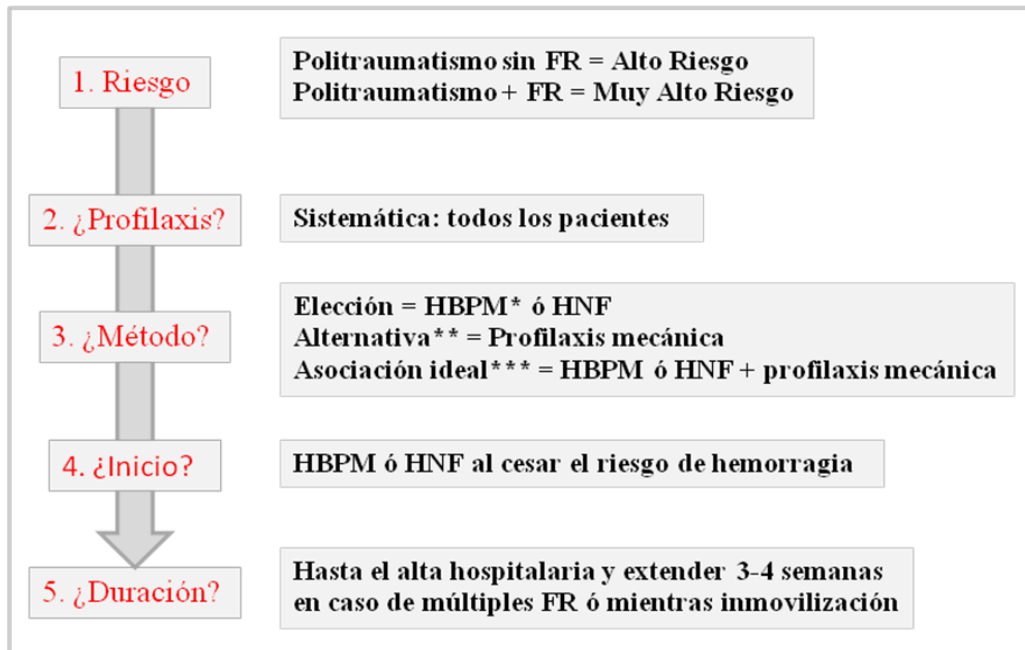 1. Riesgo
Politraumatismo sin FR = Alto Riesgo
Politraumatismo + FR = Muy Alto Riesgo
2. ¿Profilaxis?
Sistemática: todos los pacientes
3. ¿Método?
Elección = HBPM* ó HNF
Alternativa** = Profilaxis mecánica
Asociación ideal*** = HBPM ó HNF + profilaxis mecánica
4. ¿Inicio?
HBPM ó HNF al cesar el riesgo de hemorragia
5. ¿Duración?
Hasta el alta hospitalaria y extender 3-4 semanas
en caso de múltiples FR ó mientras inmovilización